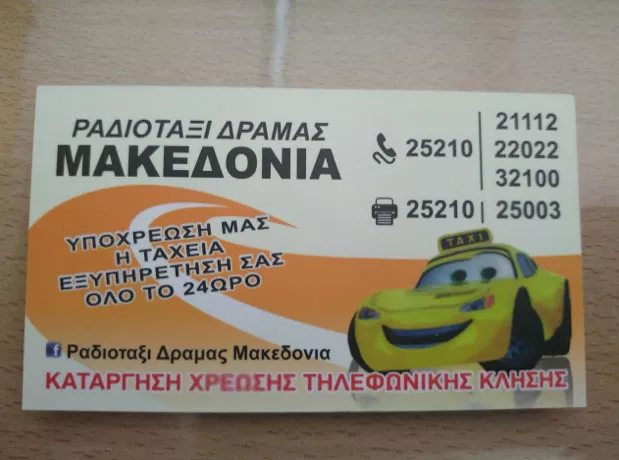 ΡΑΔΙΟΤΑΞΙ ΔΡΑΜΑΣ
ΜΑΚΕΔΟΝΙΑ
25210
21112
22022
32100
25210 25003
ΥΠΟΧΡΕΩΣΗ ΜΑΣ
Η ΤΑΧΕΙΑ
ΕΞΥΠΗΡΕΤΗΣΗ ΣΑΣ
ΟΛΟ ΤΟ 24ΩΡΟ
TAXI
Ραδιοταξι Δραμας Μακεδονια
ΚΑΤΑΡΓΗΣΗ ΧΡΕΩΣΗΣ ΤΗΛΕΦΩΝΙΚΗΣ ΚΛΗΣΗΣ